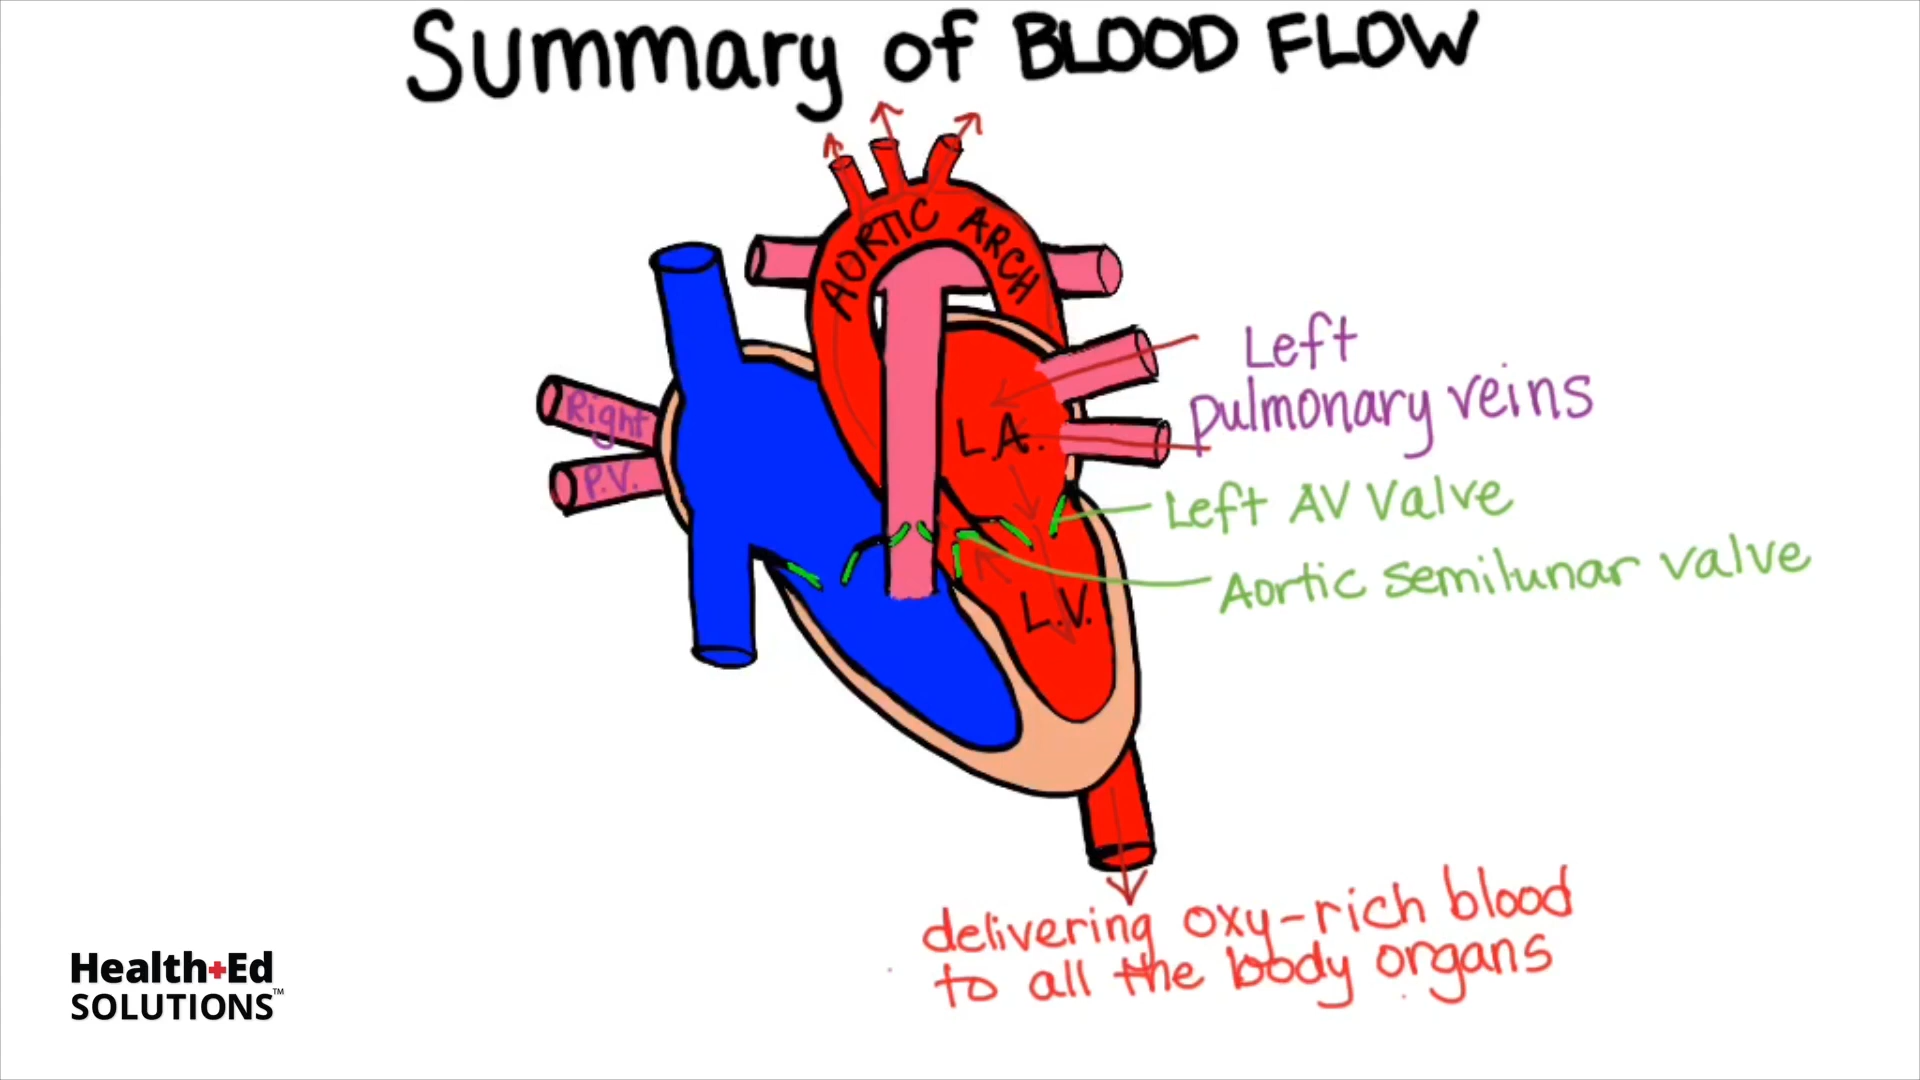 Summary of BLOOD FLOW
AORTIC ARCH
Left
pulmonary veins
Right
P.V.
L.A.
Left AV Valve
Aortic semilunar valve
L.V.
delivering oxy-rich blood
to all the body organs
Health+Ed
SOLUTIONS™